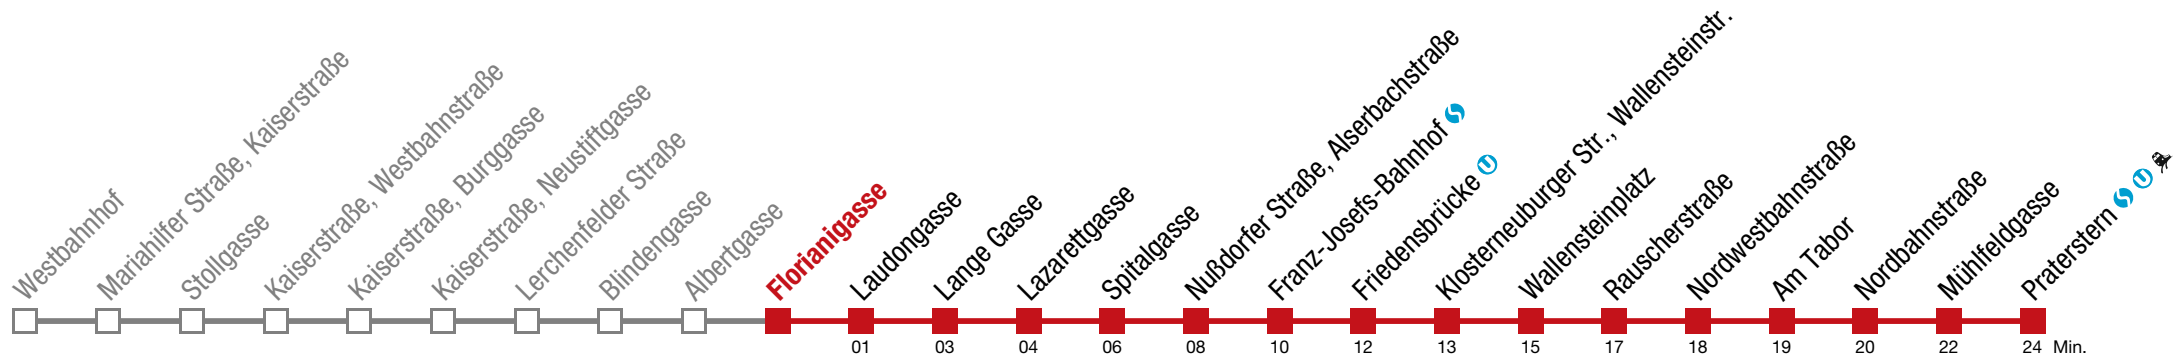 Westbahnhof
Mariahilfer Straße, Kaiserstraße
Stollgasse
Kaiserstraße, Westbahnstraße
Kaiserstraße, Burggasse
Kaiserstraße, Neustiftgasse
Lerchenfelder Straße
Blindengasse
Albertgasse
Florianigasse
Laudongasse
Lange Gasse
Lazarettgasse
Spitalgasse
Nußdorfer Straße, Alserbachstraße
Franz-Josefs-Bahnhof S
Friedensbrücke U
Klosterneuburger Str., Wallensteinstr.
Wallensteinplatz
Rauscherstraße
Nordwestbahnstraße
Am Tabor
Nordbahnstraße
Mühlfeldgasse
Praterstern S U
01 03 04 06 08 10 12 13 15 17 18 19 20 22 24 Min.